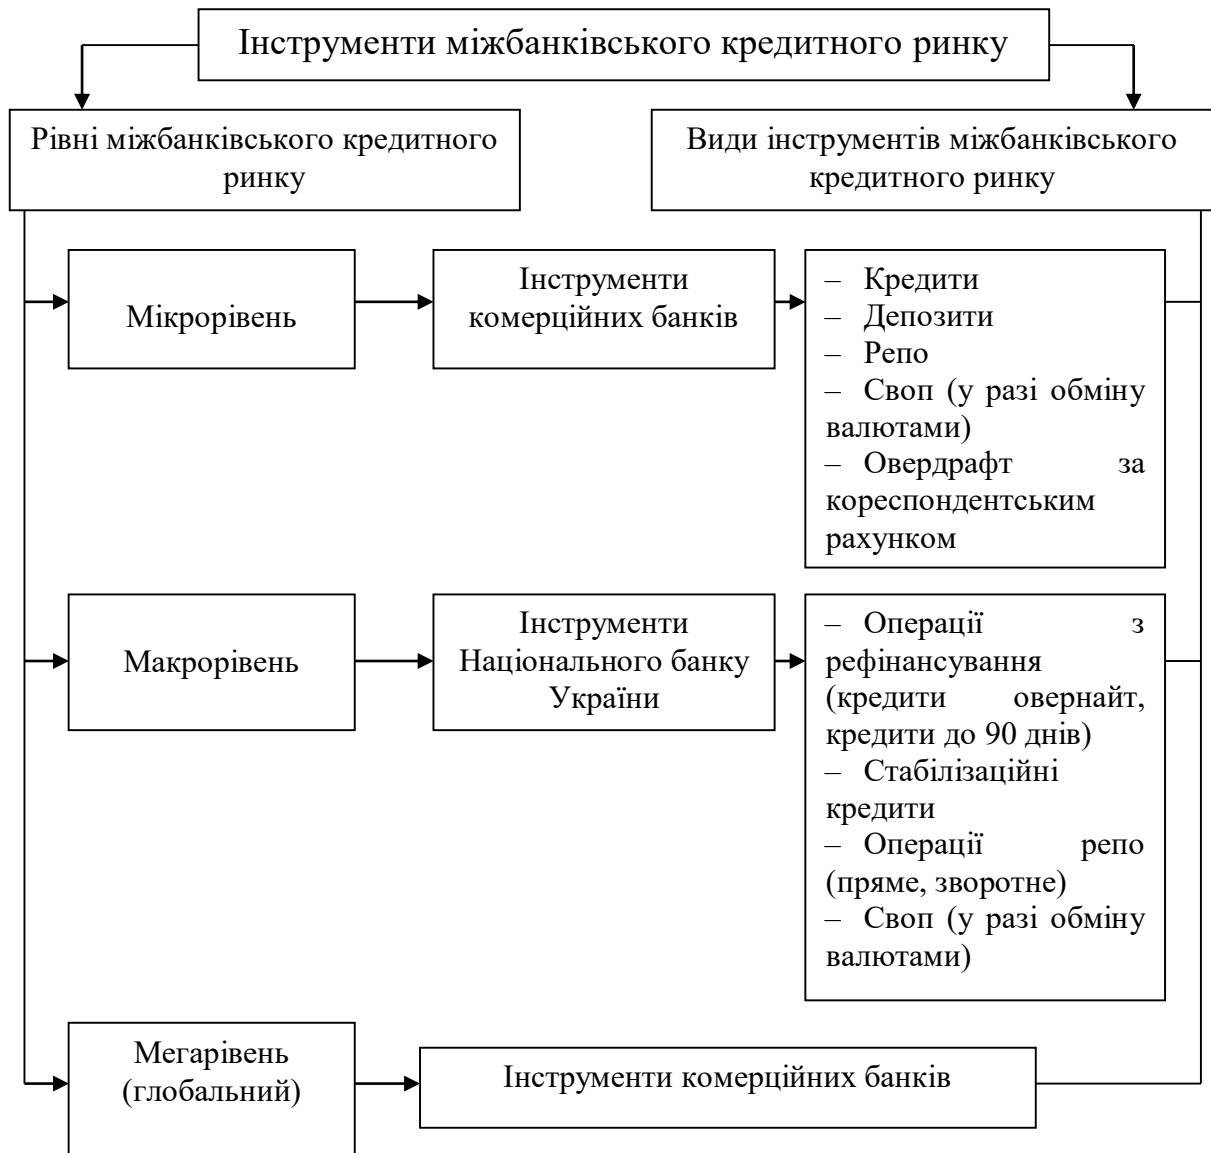 Інструменти міжбанківського кредитного ринку
Рівні міжбанківського кредитного
ринку
Види інструментів міжбанківського
кредитного ринку
Мікрорівень
Інструменти
комерційних банків
– Кредити
– Депозити
– Репо
– Своп (у разі обміну
валютами)
– Овердрафт за
кореспондентським
рахунком
Макрорівень
Інструменти
Національного банку
України
– Операції з
рефінансування
(кредити овернайт,
кредити до 90 днів)
– Стабілізаційні
кредити
– Операції репо
(пряме, зворотне)
– Своп (у разі обміну
валютами)
Мегарівень
(глобальний)
Інструменти комерційних банків